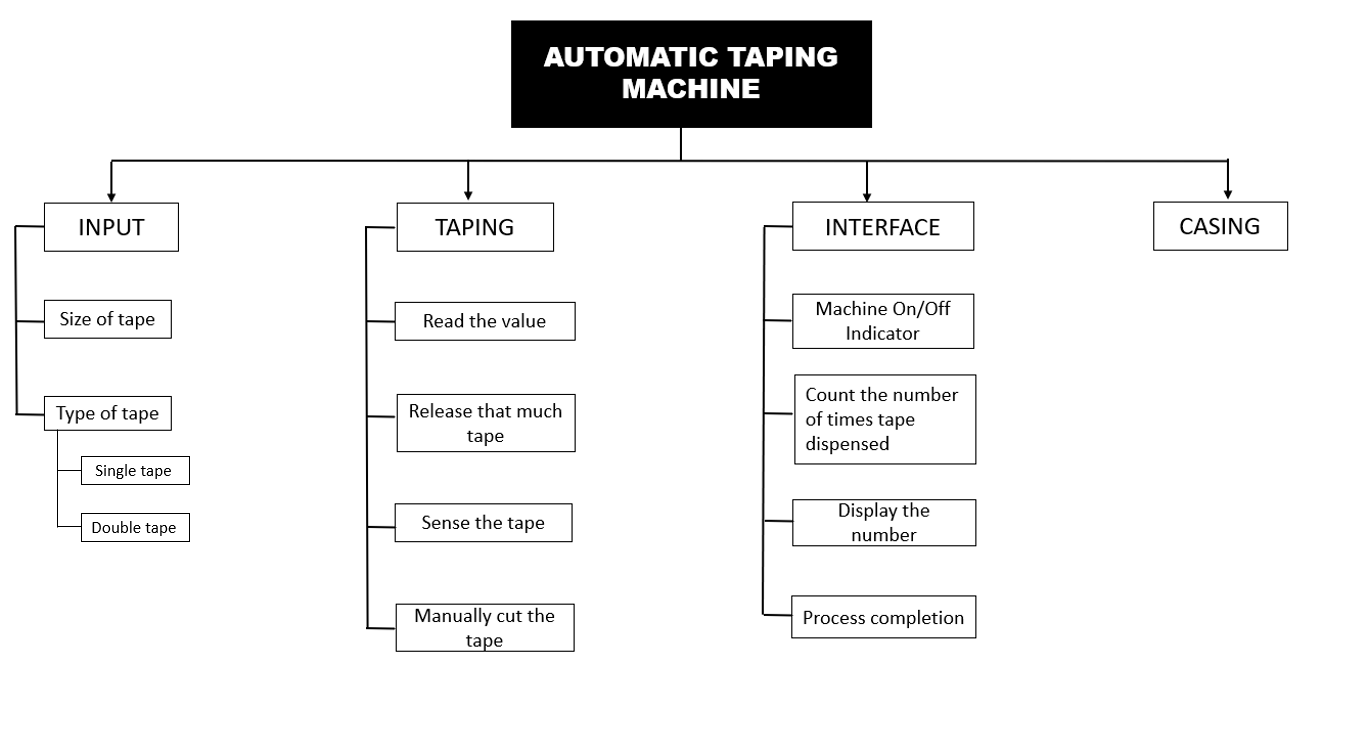 AUTOMATIC TAPING
MACHINE
INPUT
Size of tape
Type of tape
Single tape
Double tape
TAPING
Read the value
Release that much
tape
Sense the tape
Manually cut the
tape
INTERFACE
Machine On/Off
Indicator
Count the number
of times tape
dispensed
Display the
number
Process completion
CASING